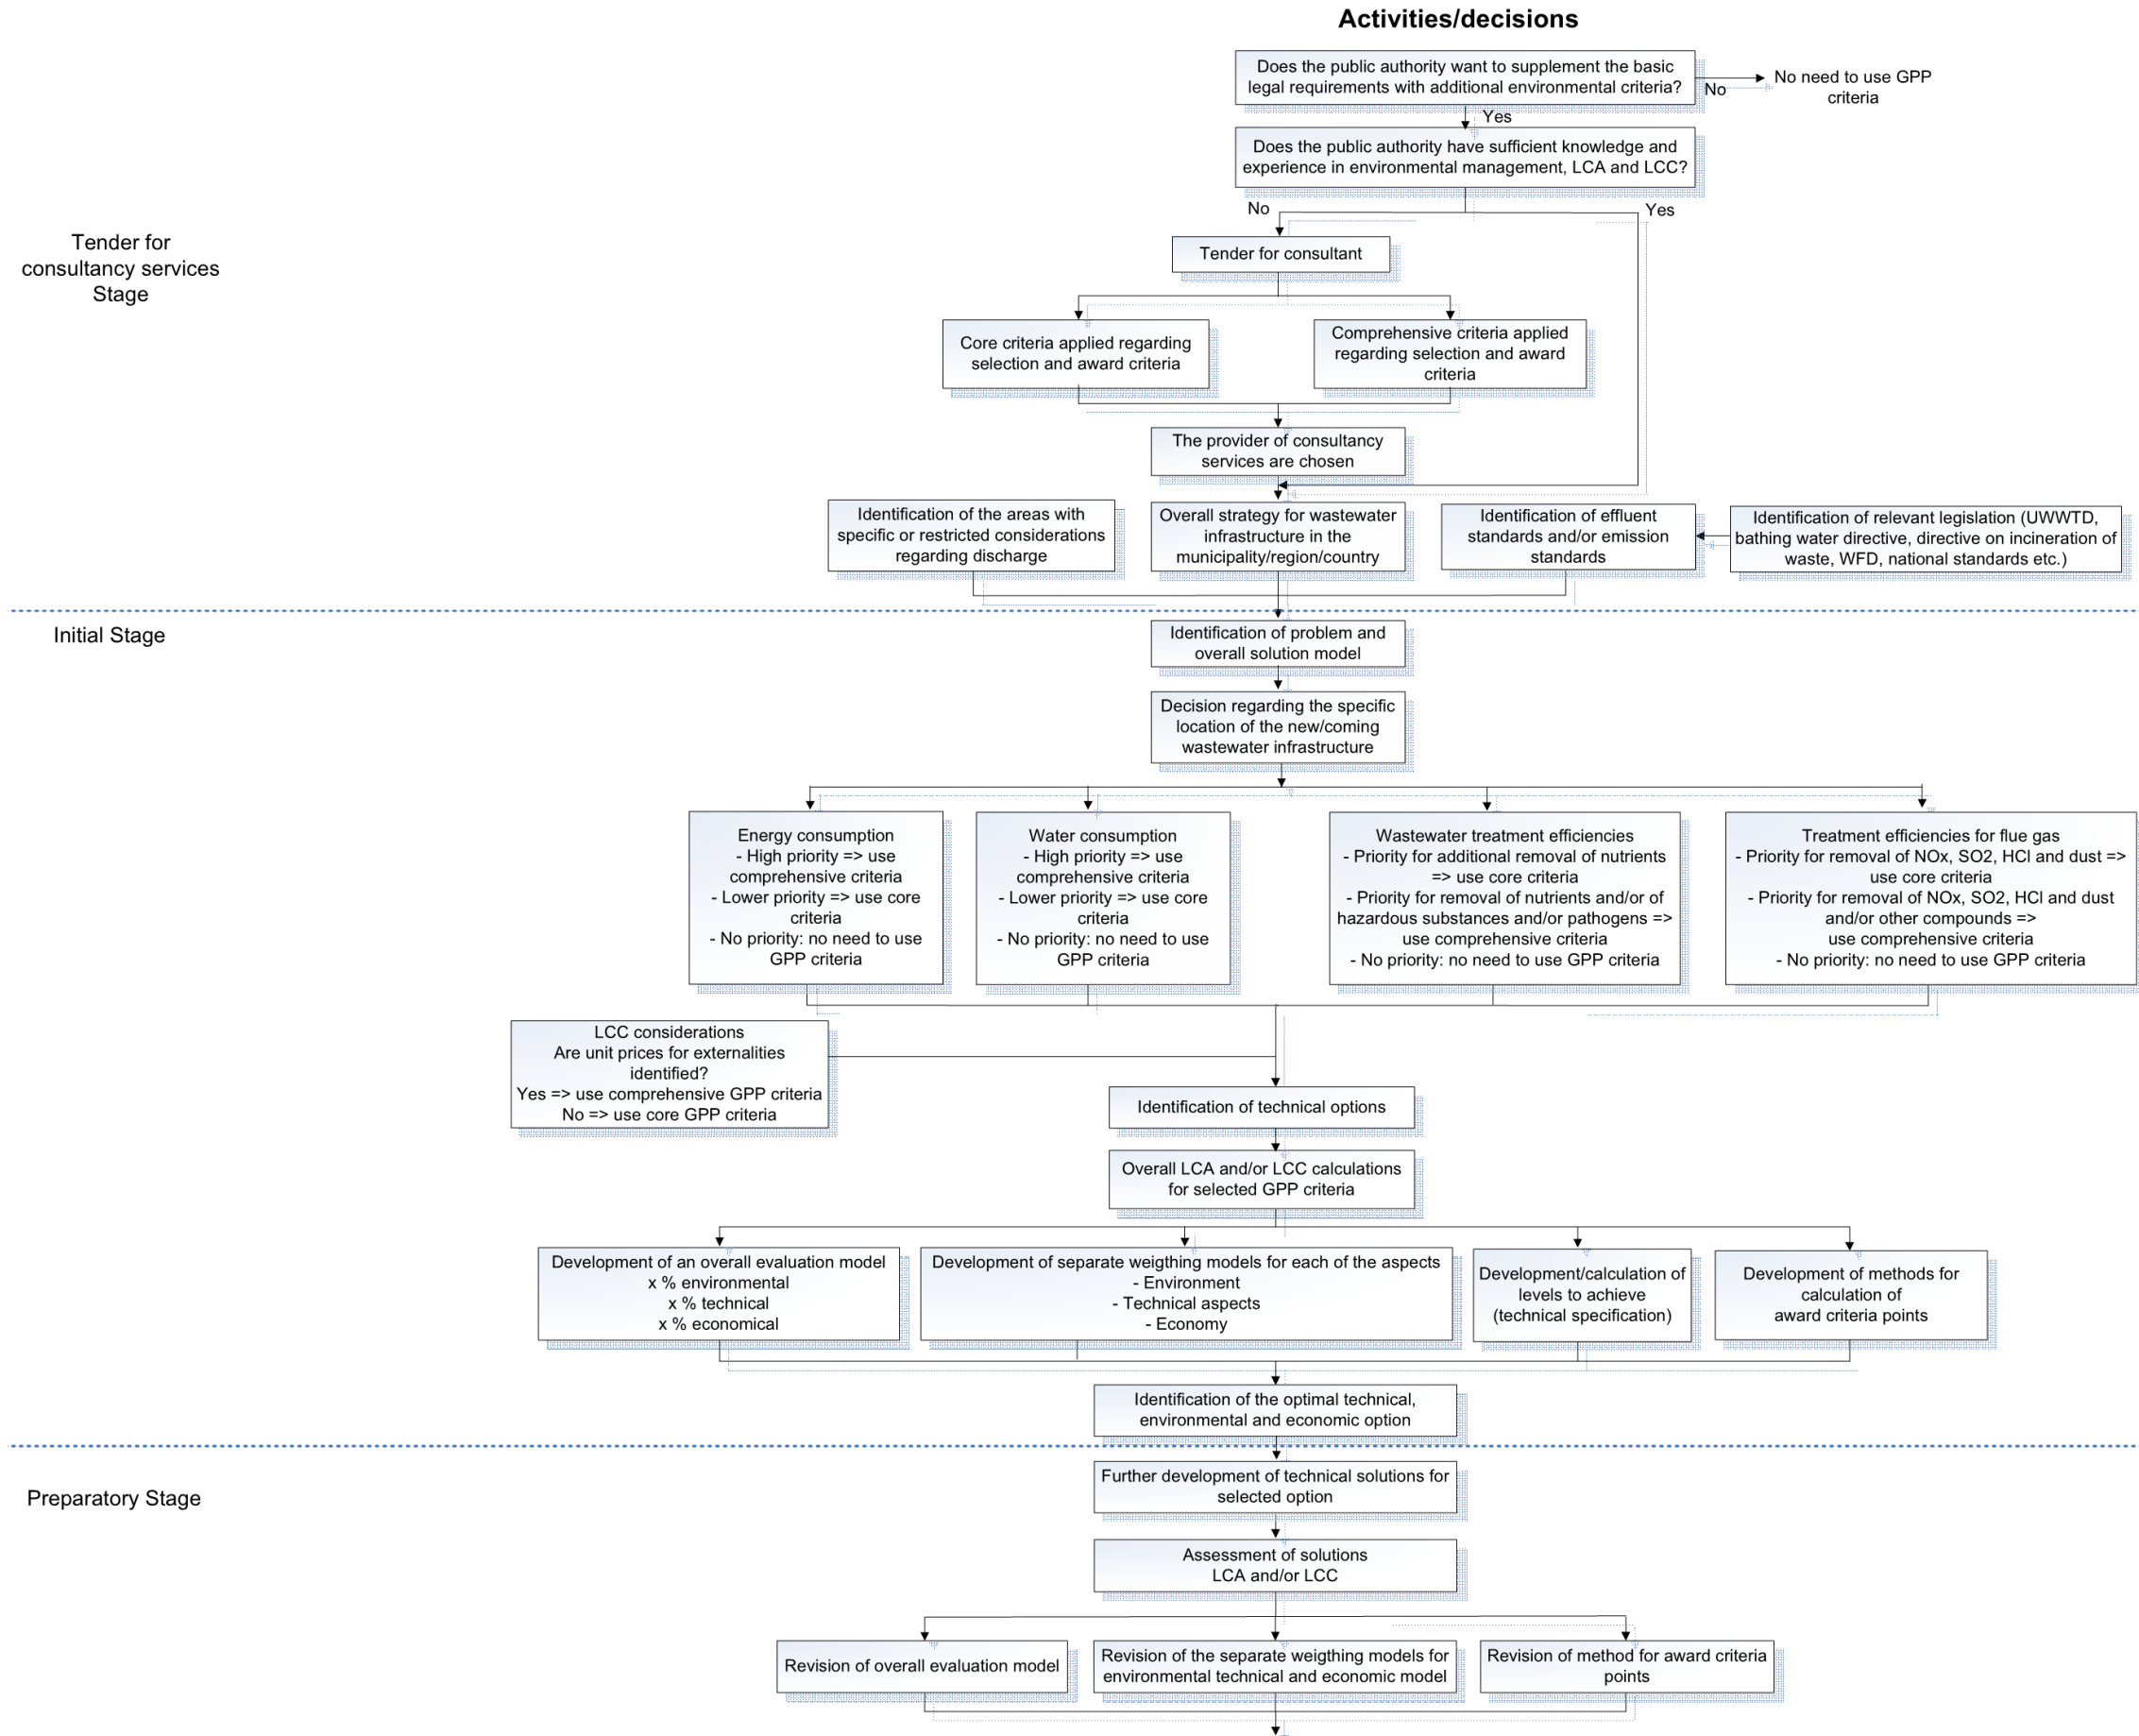 Activities/decisions
Does the public authority want to supplement the basic
legal requirements with additional environmental criteria?
No
No need to use GPP
criteria
Yes
Does the public authority have sufficient knowledge and
experience in environmental management, LCA and LCC?
No
Yes
Tender for
consultancy services
Stage
Tender for consultant
Core criteria applied regarding
selection and award criteria
Comprehensive criteria applied
regarding selection and award
criteria
The provider of consultancy
services are chosen
Identification of the areas with
specific or restricted considerations
regarding discharge
Overall strategy for wastewater
infrastructure in the
municipality/region/country
Identification of effluent
standards and/or emission
standards
Identification of relevant legislation (UWWTD,
bathing water directive, directive on incineration of
waste, WFD, national standards etc.)
Initial Stage
Identification of problem and
overall solution model
Decision regarding the specific
location of the new/coming
wastewater infrastructure
Energy consumption
- High priority => use
comprehensive criteria
- Lower priority => use core
criteria
- No priority: no need to use
GPP criteria
Water consumption
- High priority => use
comprehensive criteria
- Lower priority => use core
criteria
- No priority: no need to use
GPP criteria
Wastewater treatment efficiencies
- Priority for additional removal of nutrients
=> use core criteria
- Priority for removal of nutrients and/or of
hazardous substances and/or pathogens =>
use comprehensive criteria
- No priority: no need to use GPP criteria
Treatment efficiencies for flue gas
- Priority for removal of NOx, SO2, HCl and dust =>
use core criteria
- Priority for removal of NOx, SO2, HCl and dust
and/or other compounds =>
use comprehensive criteria
- No priority: no need to use GPP criteria
LCC considerations
Are unit prices for externalities
identified?
Yes => use comprehensive GPP criteria
No => use core GPP criteria
Identification of technical options
Overall LCA and/or LCC calculations
for selected GPP criteria
Development of an overall evaluation model
x % environmental
x % technical
x % economical
Development of separate weigthing models for each of the aspects
- Environment
- Technical aspects
- Economy
Development/calculation of
levels to achieve
(technical specification)
Development of methods for
calculation of
award criteria points
Identification of the optimal technical,
environmental and economic option
Preparatory Stage
Further development of technical solutions for
selected option
Assessment of solutions
LCA and/or LCC
Revision of overall evaluation model
Revision of the separate weigthing models for
environmental technical and economic model
Revision of method for award criteria
points